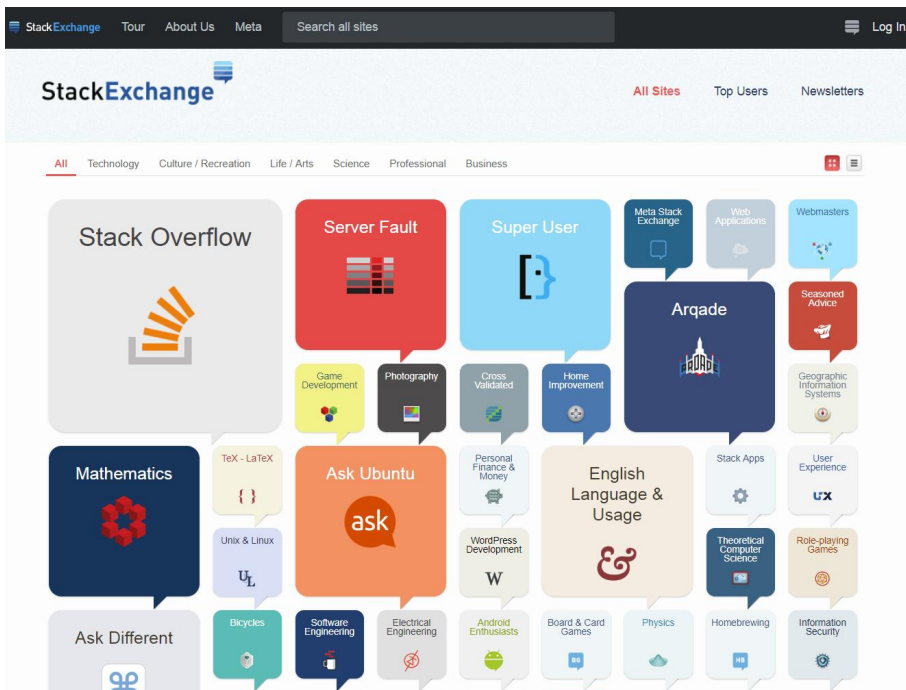 StackExchange Tour About Us Meta Search all sites Log In
StackExchange
All Sites Top Users Newsletters
All Technology Culture / Recreation Life / Arts Science Professional Business
Stack Overflow
Server Fault
Super User
Meta Stack
Exchange
Web
Applications
Webmasters
Arqade
ARQADE
Seasoned
Advice
Game
Development
Photography
Cross
Validated
Home
Improvement
Geographic
Information
Systems
Mathematics
TeX - LaTeX
{ }
Ask Ubuntu
ask
Personal
Finance &
Money
English
Language &
Usage
&
Stack Apps
User
Experience
UX
Unix & Linux
UL
WordPress
Development
W
Theoretical
Computer
Science
Role-playing
Games
Ask Different
Bicycles
Software
Engineering
Electrical
Engineering
Android
Enthusiasts
Board & Card
Games
BG
Physics
Homebrewing
HB
Information
Security